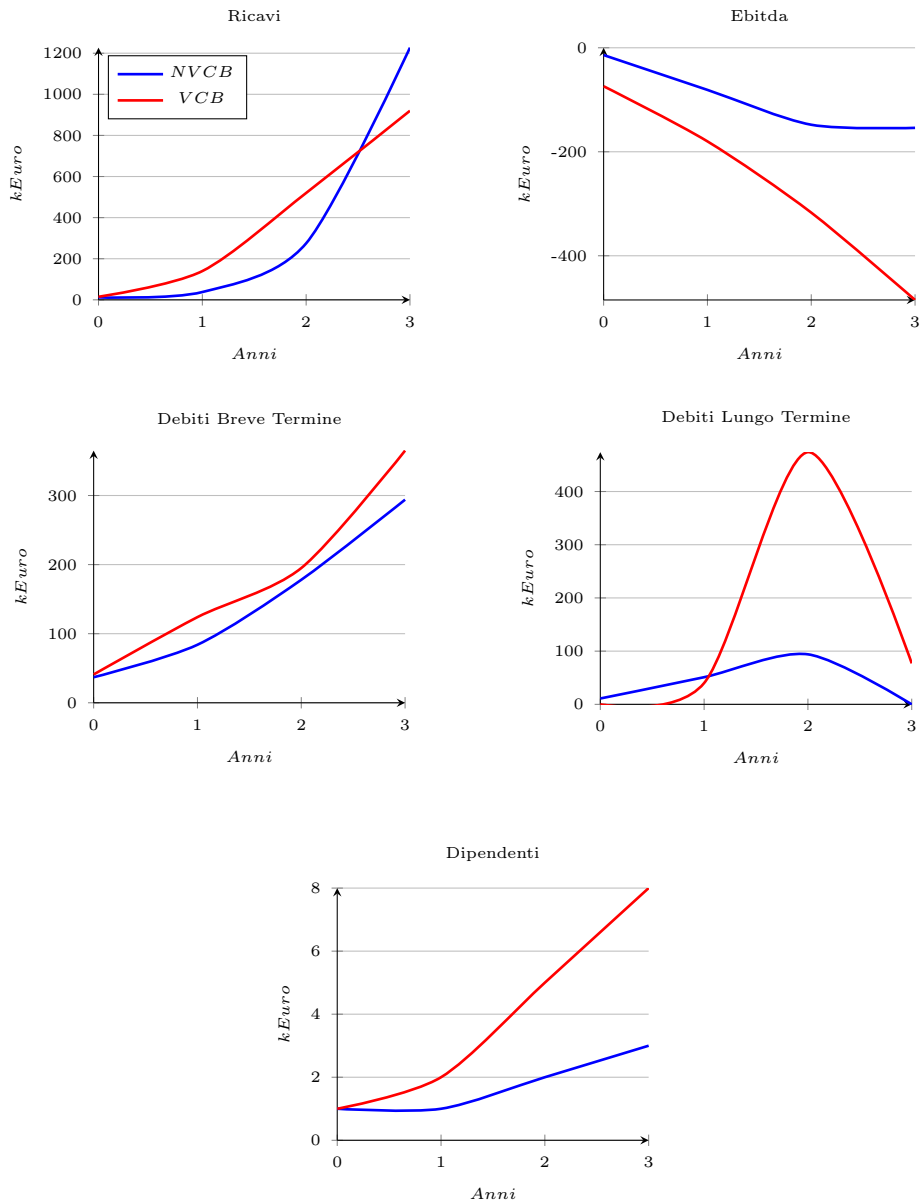 Ricavi
1200
1000
800
600
400
200
0
NVCB
VCB
kEuro
0 1 2 3
Anni
Ebitda
0
-200
-400
kEuro
0 1 2 3
Anni
Debiti Breve Termine
300
200
100
0
kEuro
0 1 2 3
Anni
Debiti Lungo Termine
400
300
200
100
0
kEuro
0 1 2 3
Anni
Dipendenti
8
6
4
2
0
kEuro
0 1 2 3
Anni